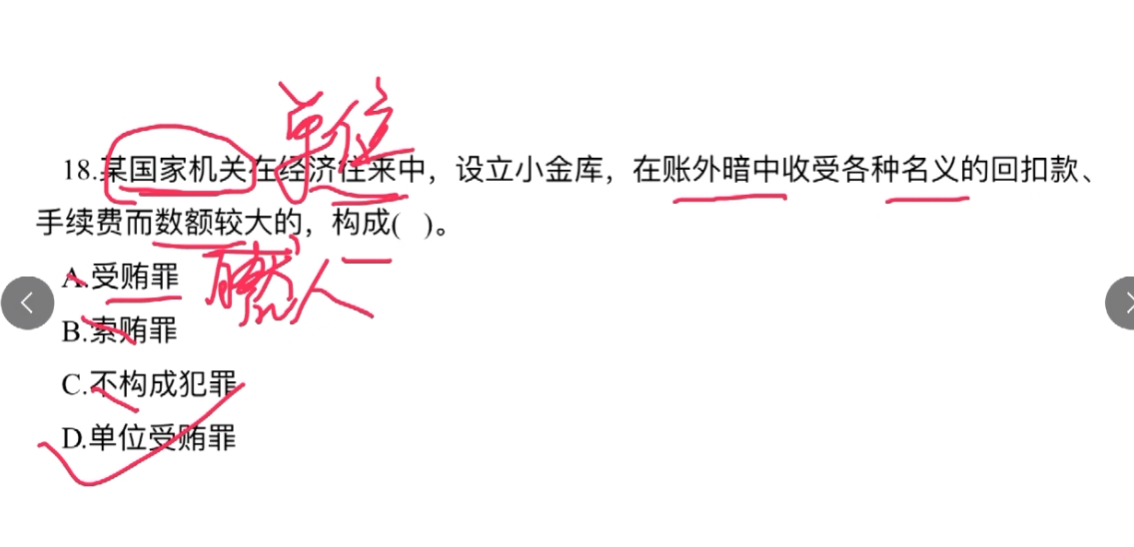 单位
18.某国家机关在经济往来中，设立小金库，在账外暗中收受各种名义的回扣款、
手续费而数额较大的，构成(  )。
A.受贿罪
B.索贿罪
C.不构成犯罪
D.单位受贿罪